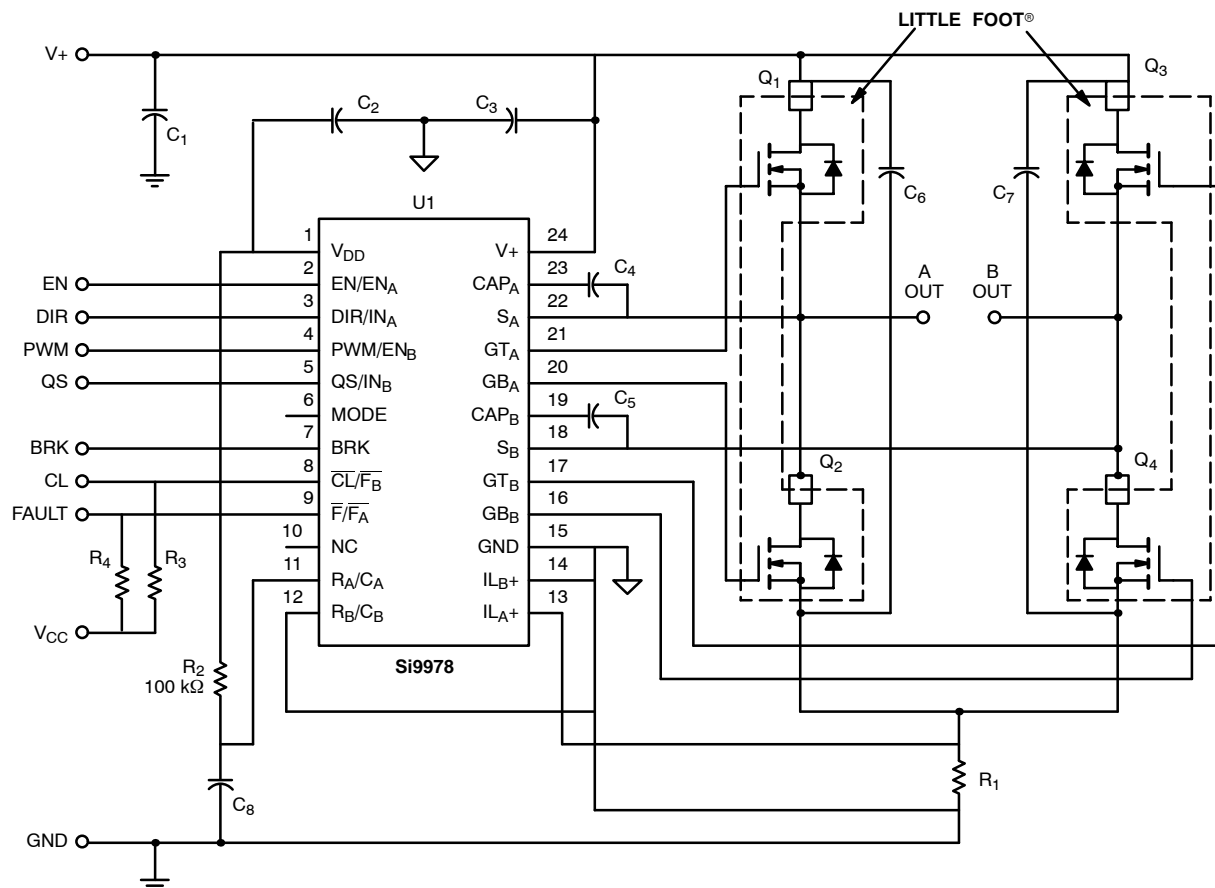 LITTLE FOOT®
V+
Q1
Q3
C2
C3
C1
U1
C6
C7
1
VDD
V+
24
EN
2
EN/ENA
CAPA
23
C4
A
OUT
B
OUT
DIR
3
DIR/INA
SA
22
PWM
4
PWM/ENB
GTA
21
QS
5
QS/INB
GBA
20
6
MODE
CAPB
19
C5
BRK
7
BRK
SB
18
Q2
Q4
CL
8
CL/FB
GTB
17
FAULT
9
F/FA
GBB
16
10
NC
GND
15
R4
R3
11
RA/CA
ILB+
14
12
RB/CB
ILA+
13
VCC
Si9978
R2
100 kΩ
R1
C8
GND